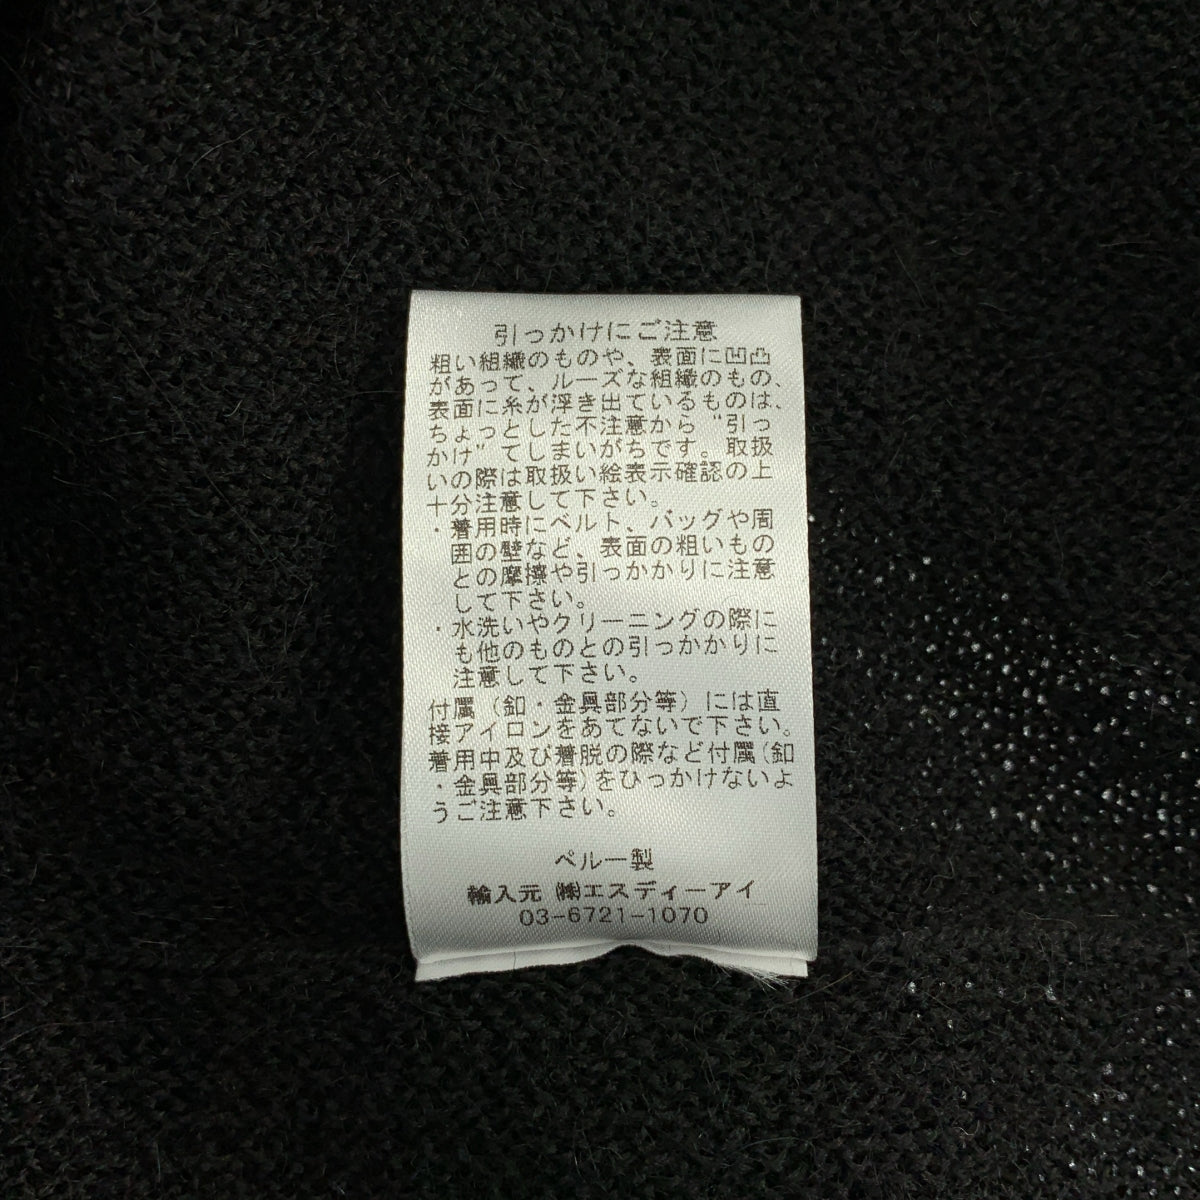 引っかけにご注意
粗い組織のものや、表面に凹凸
があって、ルーズな組織のもの、
表面に糸が浮き出ているものは、
ちょっとした不注意から“引っ
かけ”てしまいがちです。取扱
いの際は取扱い絵表示確認の上
十分注意して下さい。
・着用時にベルト、バッグや周
囲の壁など、表面の粗いもの
との摩擦や引っかかりに注意
して下さい。
・水洗いやクリーニングの際に
も他のものとの引っかかりに
注意して下さい。
付属（釦・金具部分等）には直
接アイロンをあてないで下さい。
着用中及び着脱の際など付属(釦
・金具部分等)をひっかけないよ
うご注意下さい。
ペルー製
輸入元 ㈱エスディーアイ
03-6721-1070